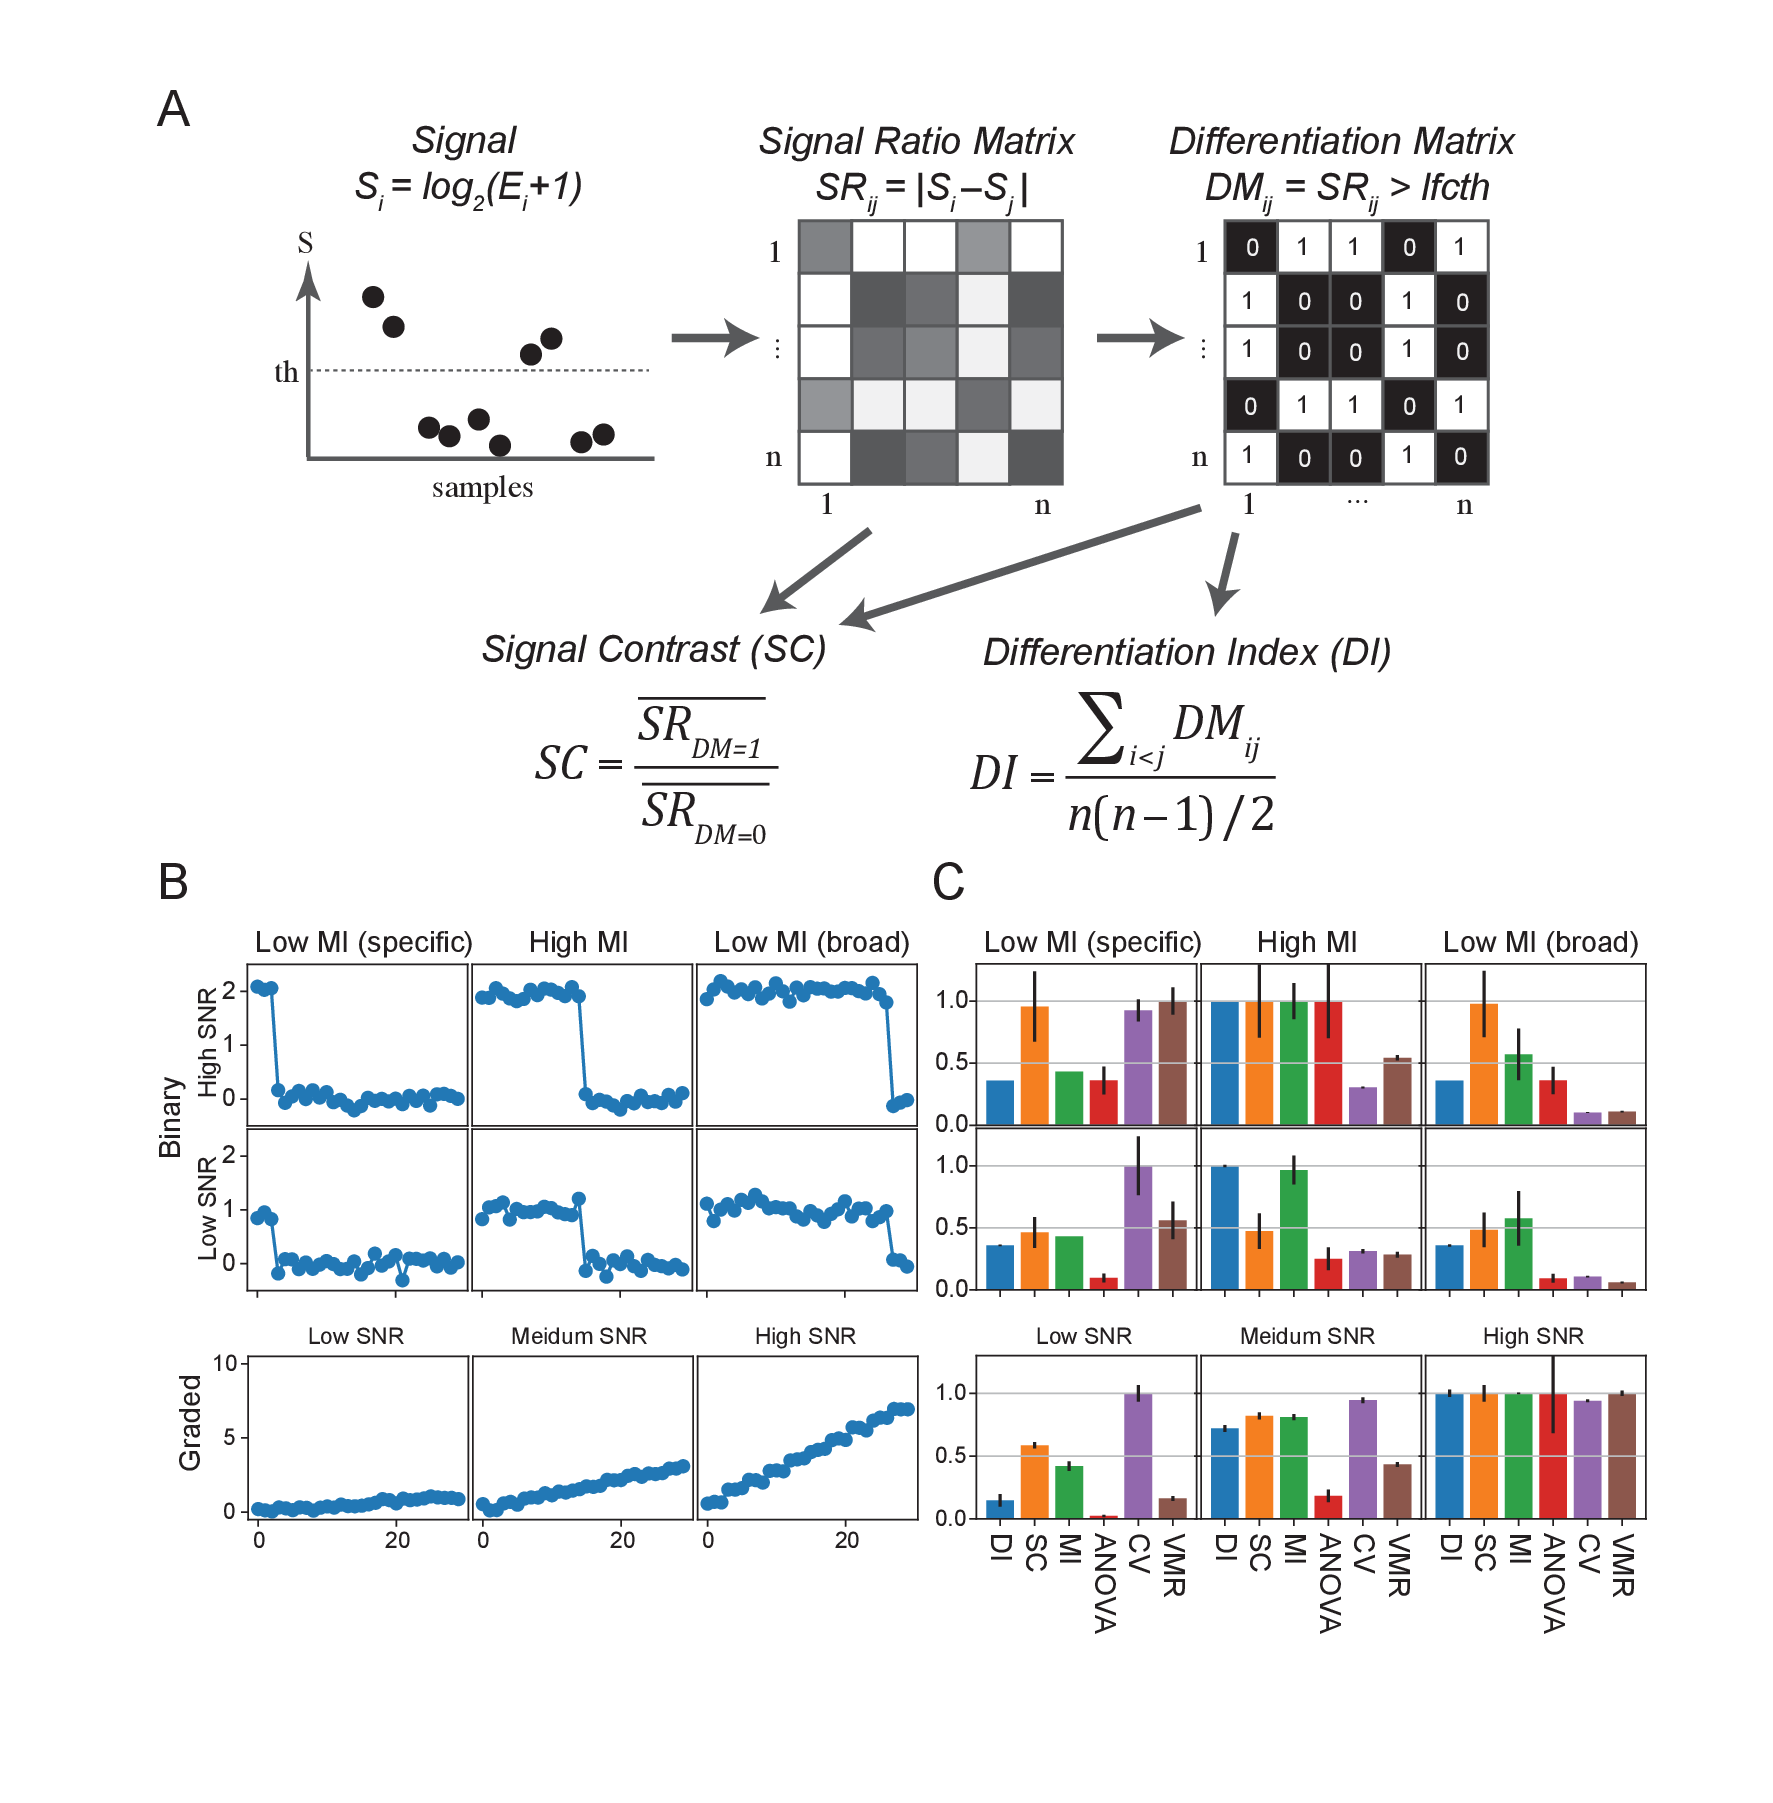 A
Signal
S_i = log_2(E_i+1)
S
th
samples
Signal Ratio Matrix
SR_ij = |S_i – S_j|
1
⋮
n
1 n
Differentiation Matrix
DM_ij = SR_ij > lfcth
1 0 1 1 0 1
1 0 0 1 0
⋮ 1 0 0 1 0
0 1 1 0 1
n 1 0 0 1 0
1 ... n
Signal Contrast (SC)
SC = SR_DM=1 / SR_DM=0
Differentiation Index (DI)
DI = ∑_i<j DM_ij / n(n−1)/2
B
Low MI (specific) High MI Low MI (broad)
Binary
High SNR
2
1
0
Low SNR
2
1
0
Low SNR Meidum SNR High SNR
Graded
10
5
0
0 20 0 20 0 20
C
Low MI (specific) High MI Low MI (broad)
1.0
0.5
0.0
1.0
0.5
0.0
Low SNR Meidum SNR High SNR
1.0
0.5
0.0
DI SC MI ANOVA CV VMR DI SC MI ANOVA CV VMR DI SC MI ANOVA CV VMR